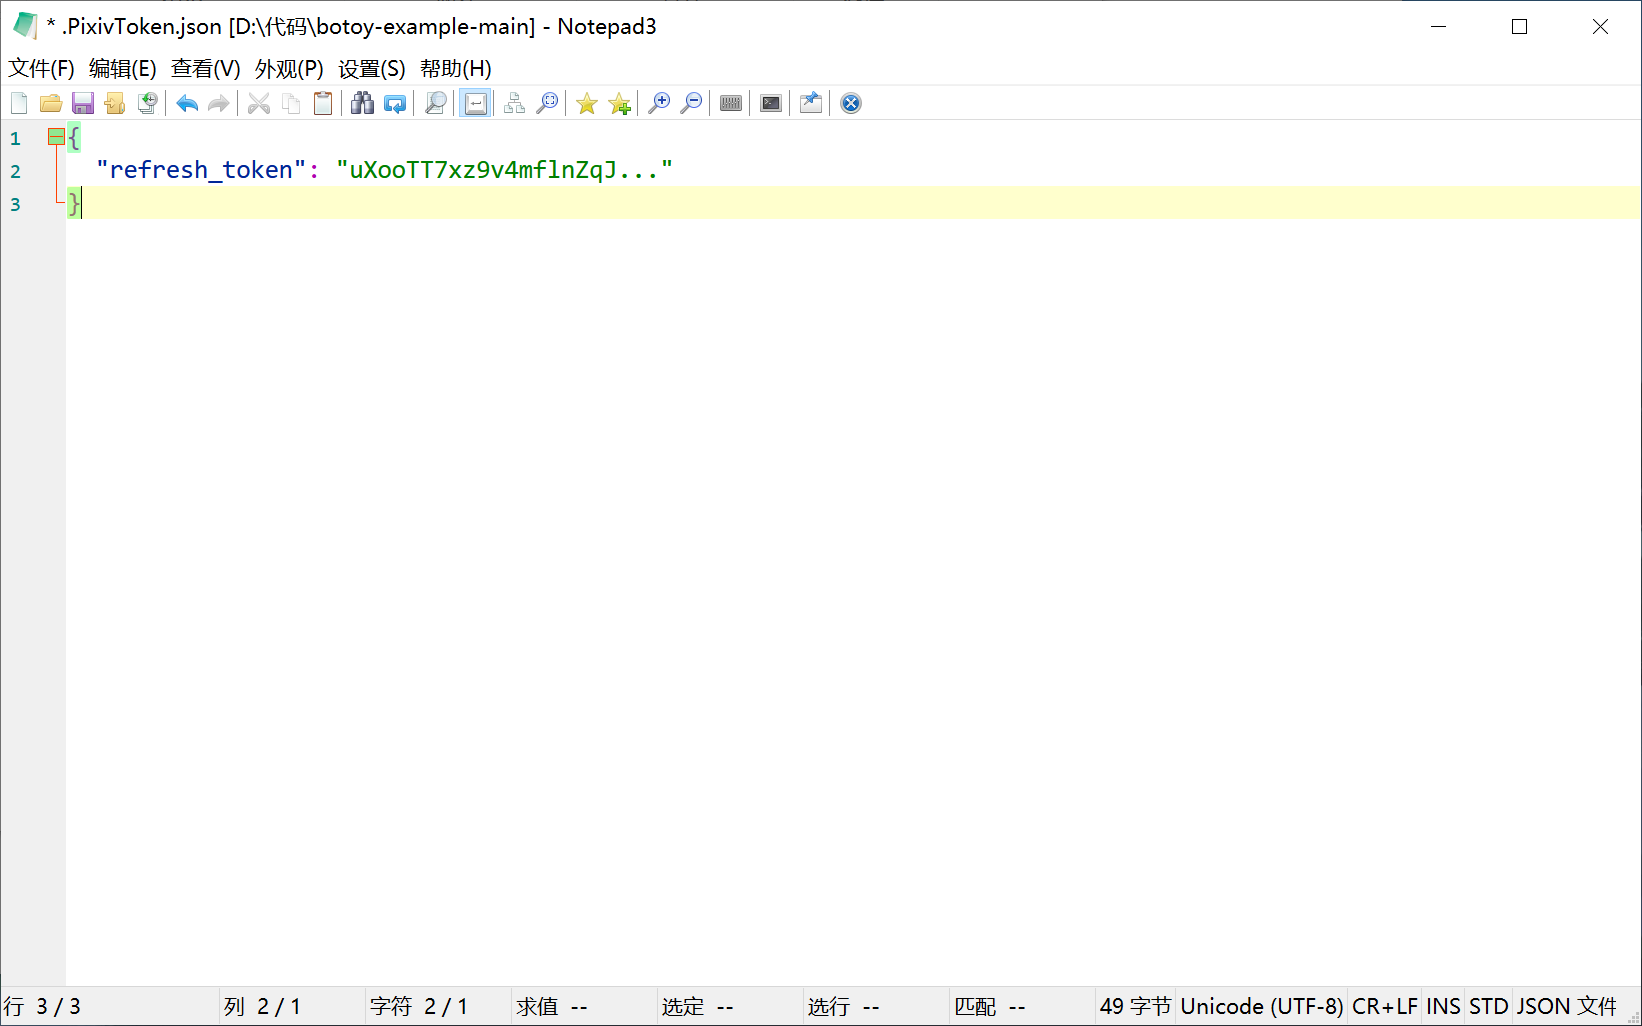 * .PixivToken.json [D:\代码\botoy-example-main] - Notepad3
文件(F) 编辑(E) 查看(V) 外观(P) 设置(S) 帮助(H)
1 {
2 "refresh_token": "uXooTT7xz9v4mflnZqJ..."
3 }
行 3 / 3 列 2 / 1 字符 2 / 1 求值 -- 选定 -- 选行 -- 匹配 -- 49 字节 Unicode (UTF-8) CR+LF INS STD JSON 文件